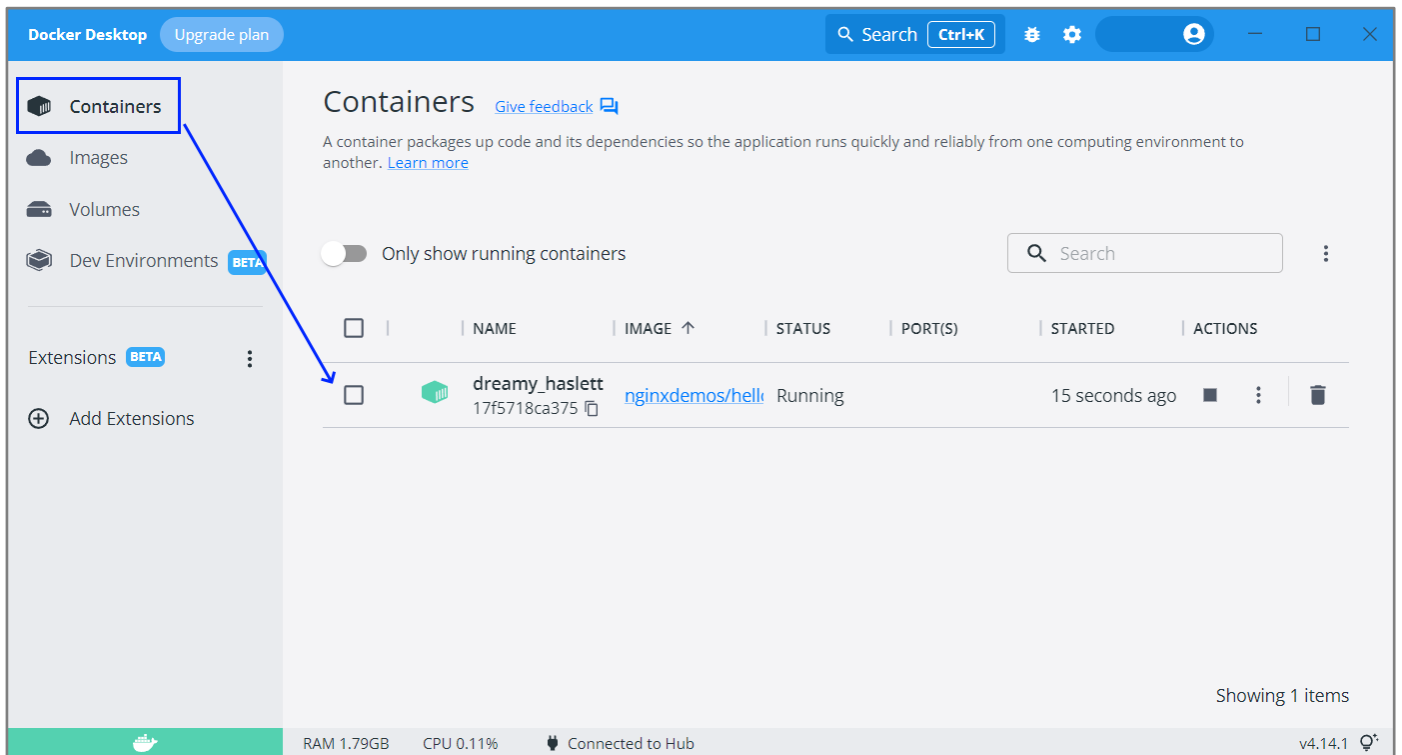 Docker Desktop Upgrade plan Search Ctrl+K
Containers
Images
Volumes
Dev Environments BETA
Extensions BETA
Add Extensions
Containers Give feedback
A container packages up code and its dependencies so the application runs quickly and reliably from one computing environment to
another. Learn more
Only show running containers Search
NAME IMAGE STATUS PORT(S) STARTED ACTIONS
dreamy_haslett nginxdemos/hell Running 15 seconds ago
17f5718ca375
Showing 1 items
RAM 1.79GB CPU 0.11% Connected to Hub v4.14.1